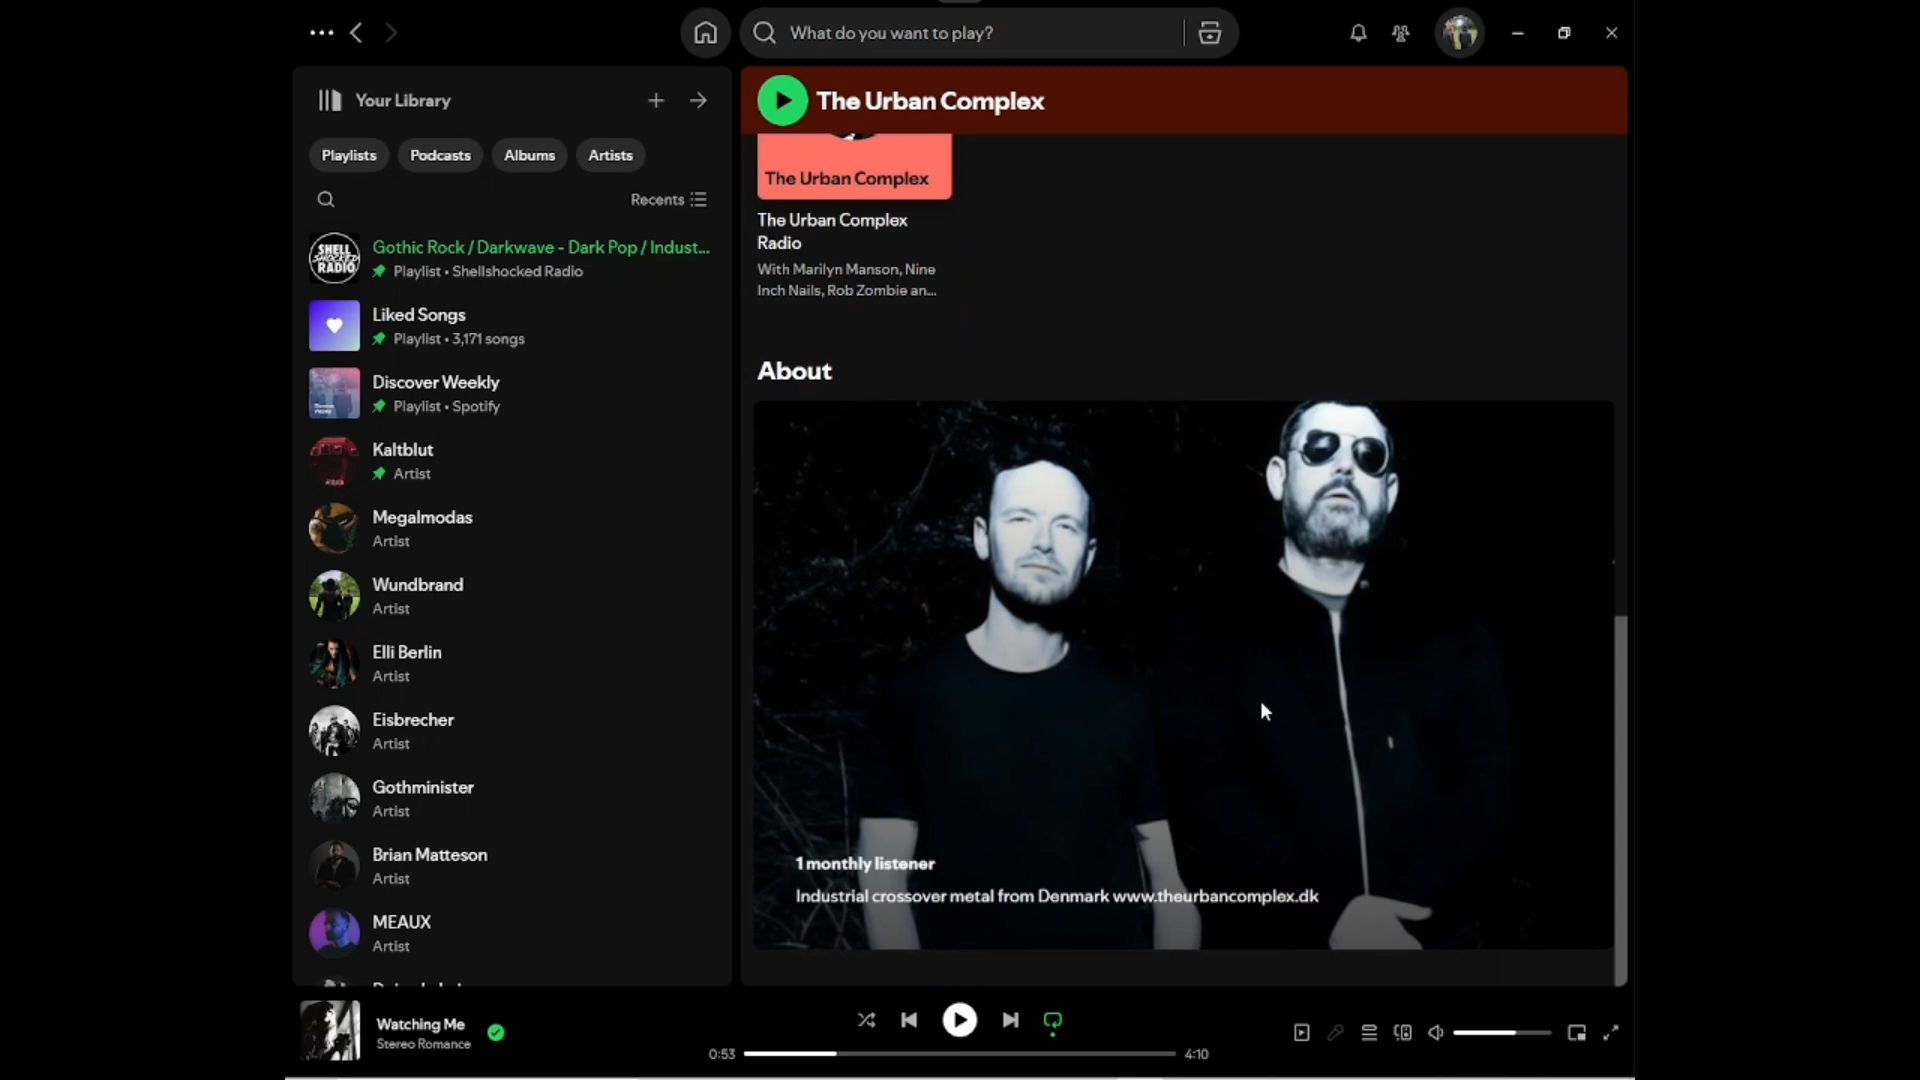 What do you want to play?
Your Library
Playlists
Podcasts
Albums
Artists
Recents
SHELL
SHOCKED
RADIO
Gothic Rock / Darkwave - Dark Pop / Indust...
Playlist • Shellshocked Radio
Liked Songs
Playlist • 3,171 songs
Discover Weekly
Playlist • Spotify
Kaltblut
Artist
Megalmodas
Artist
Wundbrand
Artist
Elli Berlin
Artist
Eisbrecher
Artist
Gothminister
Artist
Brian Matteson
Artist
MEAUX
Artist
The Urban Complex
The Urban Complex
The Urban Complex
Radio
With Marilyn Manson, Nine
Inch Nails, Rob Zombie an...
About
1 monthly listener
Industrial crossover metal from Denmark www.theurbancomplex.dk
Watching Me
Stereo Romance
0:53
4:10